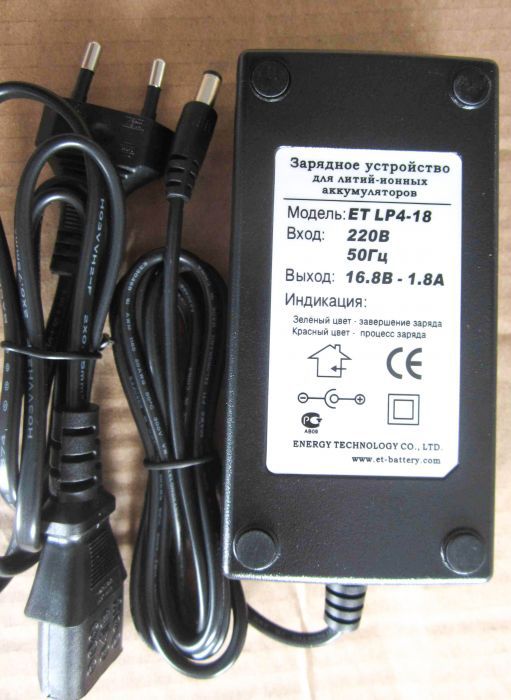 Зарядное устройство
для литий-ионных
аккумуляторов
Модель: ET LP4-18
Вход: 220В
50Гц
Выход: 16.8В - 1.8А
Индикация:
Зеленый цвет - завершение заряда
Красный цвет - процесс заряда
CE
АВ09
ENERGY TECHNOLOGY CO., LTD.
www.et-battery.com